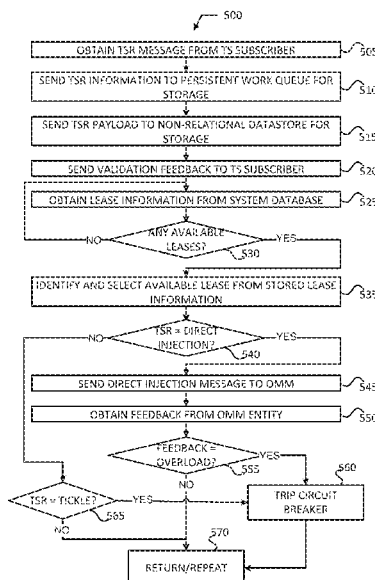 500
OBTAIN TSR MESSAGE FROM TS SUBSCRIBER
505
SEND TSR INFORMATION TO PERSISTENT WORK QUEUE FOR
STORAGE
510
SEND TSR PAYLOAD TO NON-RELATIONAL DATASTORE FOR
STORAGE
515
SEND VALIDATION FEEDBACK TO TS SUBSCRIBER
520
OBTAIN LEASE INFORMATION FROM SYSTEM DATABASE
525
NO
ANY AVAILABLE
LEASES?
YES
530
IDENTIFY AND SELECT AVAILABLE LEASE FROM STORED LEASE
INFORMATION
535
NO
TSR = DIRECT
INJECTION?
YES
540
SEND DIRECT INJECTION MESSAGE TO OMM
545
OBTAIN FEEDBACK FROM OMM ENTITY
550
FEEDBACK =
OVERLOAD?
YES
555
NO
560
TRIP CIRCUIT
BREAKER
TSR = TICKLE?
YES
565
NO
570
RETURN/REPEAT